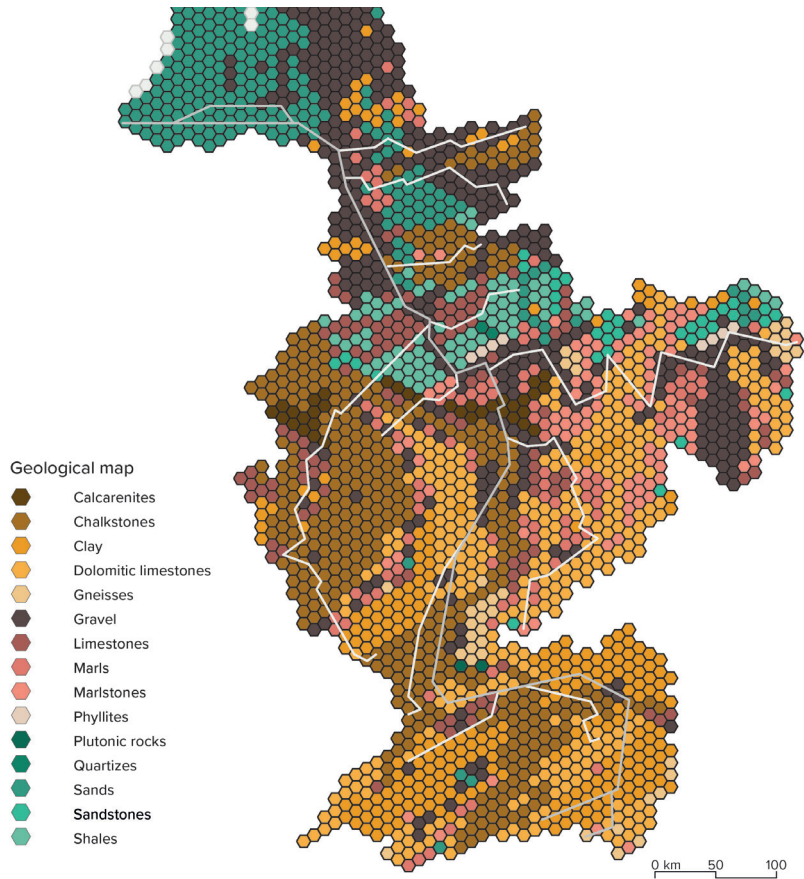 Geological map
Calcarenites
Chalkstones
Clay
Dolomitic limestones
Gneisses
Gravel
Limestones
Marls
Marlstones
Phyllites
Plutonic rocks
Quartizes
Sands
Sandstones
Shales
0 km 50 100